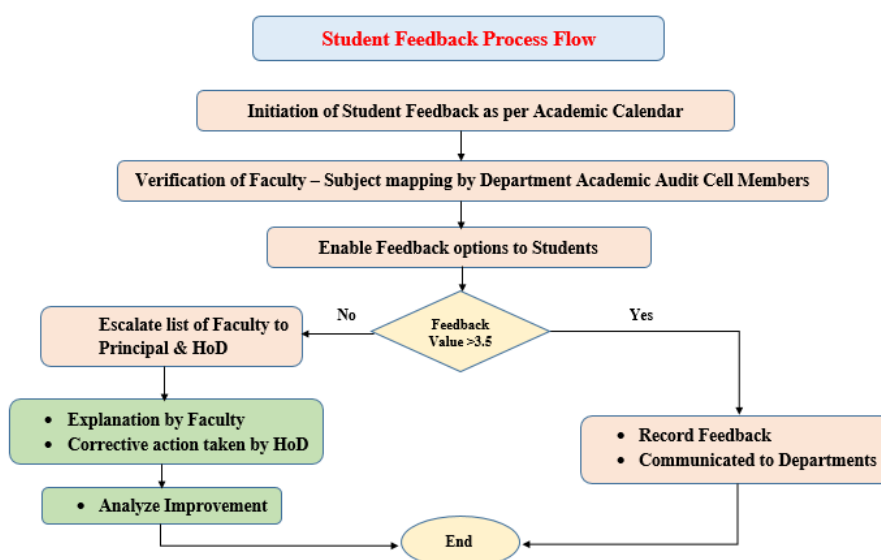 Student Feedback Process Flow
Initiation of Student Feedback as per Academic Calendar
Verification of Faculty – Subject mapping by Department Academic Audit Cell Members
Enable Feedback options to Students
No
Feedback
Value >3.5
Yes
Escalate list of Faculty to
Principal & HoD
• Explanation by Faculty
• Corrective action taken by HoD
• Record Feedback
• Communicated to Departments
• Analyze Improvement
End